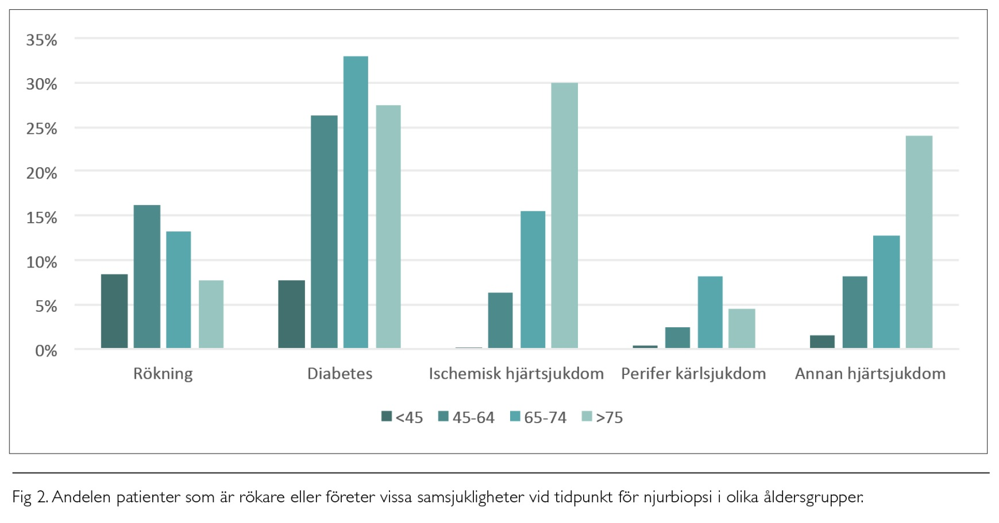 35%
30%
25%
20%
15%
10%
5%
0%
Rökning Diabetes Ischemisk hjärtsjukdom Perifer kärlsjukdom Annan hjärtsjukdom
<45 45-64 65-74 >75
Fig 2. Andelen patienter som är rökare eller företer vissa samsjukligheter vid tidpunkt för njurbiopsi i olika åldersgrupper.